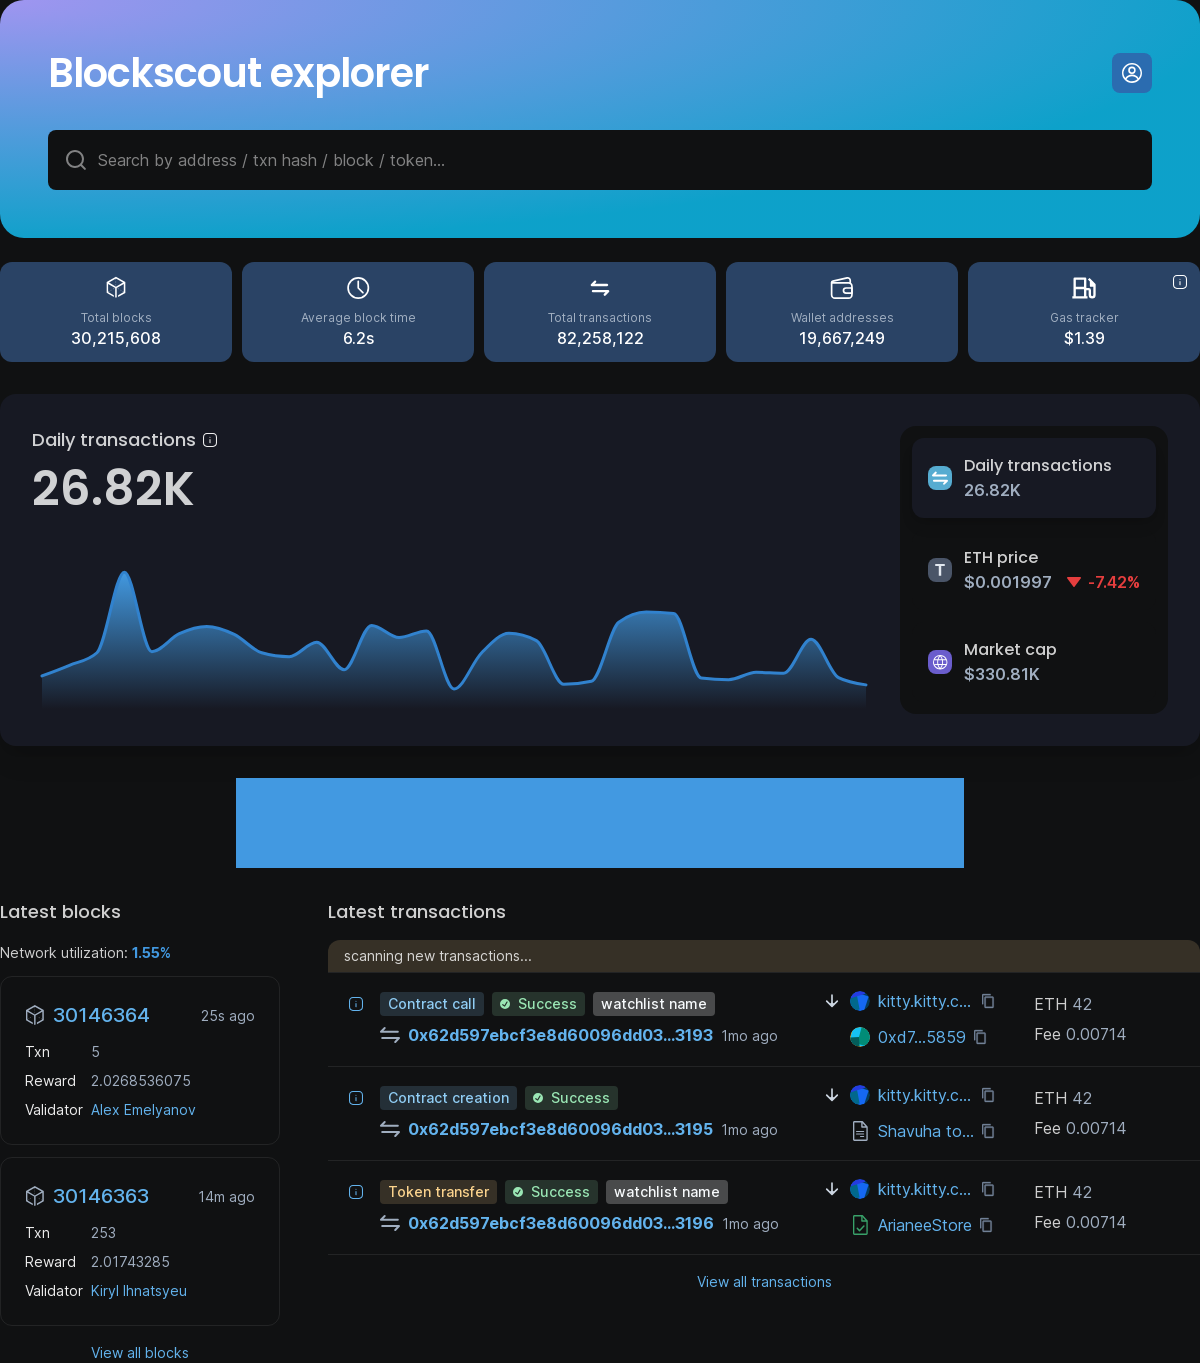 Blockscout explorer
Search by address / txn hash / block / token...
Total blocks
30,215,608
Average block time
6.2s
Total transactions
82,258,122
Wallet addresses
19,667,249
Gas tracker
$1.39
Daily transactions
26.82K
Daily transactions
26.82K
T
ETH price
$0.001997 -7.42%
Market cap
$330.81K
Latest blocks
Network utilization: 1.55%
30146364 25s ago
Txn 5
Reward 2.0268536075
Validator Alex Emelyanov
30146363 14m ago
Txn 253
Reward 2.01743285
Validator Kiryl Ihnatsyeu
View all blocks
Latest transactions
scanning new transactions...
Contract call Success watchlist name
0x62d597ebcf3e8d60096dd03...3193 1mo ago
kitty.kitty.c...
0xd7...5859
ETH 42
Fee 0.00714
Contract creation Success
0x62d597ebcf3e8d60096dd03...3195 1mo ago
kitty.kitty.c...
Shavuha to...
ETH 42
Fee 0.00714
Token transfer Success watchlist name
0x62d597ebcf3e8d60096dd03...3196 1mo ago
kitty.kitty.c...
ArianeeStore
ETH 42
Fee 0.00714
View all transactions